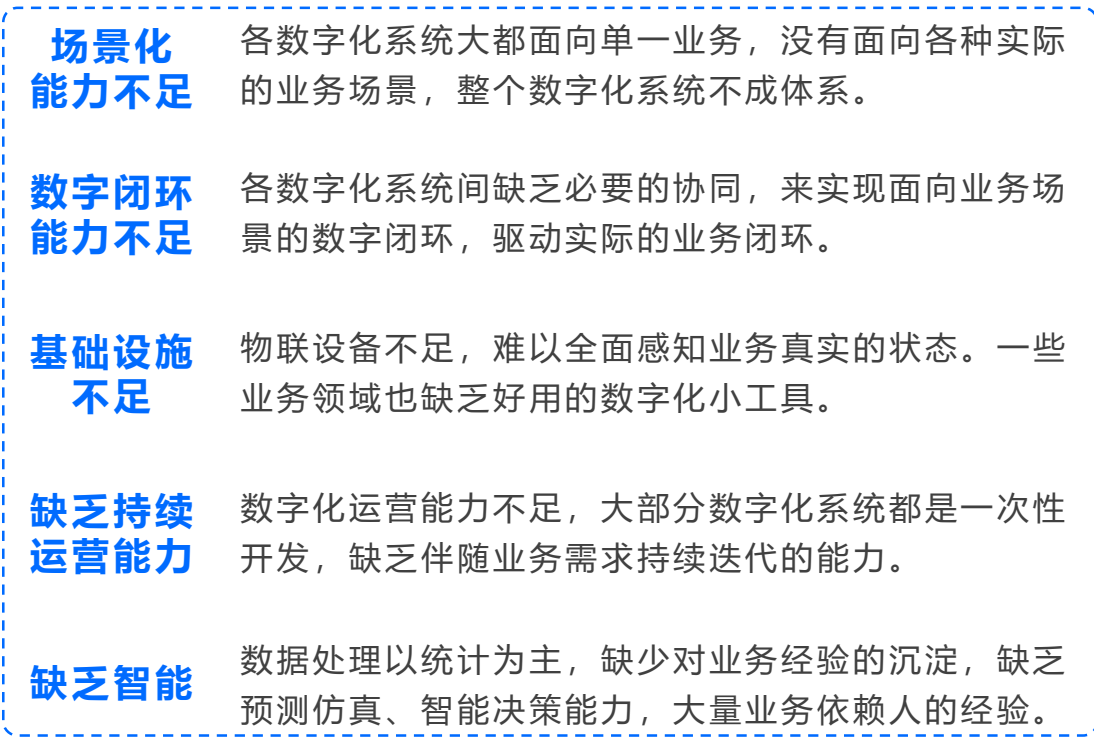 场景化
能力不足
各数字化系统大都面向单一业务，没有面向各种实际
的业务场景，整个数字化系统不成体系。
数字闭环
能力不足
各数字化系统间缺乏必要的协同，来实现面向业务场
景的数字闭环，驱动实际的业务闭环。
基础设施
不足
物联设备不足，难以全面感知业务真实的状态。一些
业务领域也缺乏好用的数字化小工具。
缺乏持续
运营能力
数字化运营能力不足，大部分数字化系统都是一次性
开发，缺乏伴随业务需求持续迭代的能力。
缺乏智能
数据处理以统计为主，缺少对业务经验的沉淀，缺乏
预测仿真、智能决策能力，大量业务依赖人的经验。